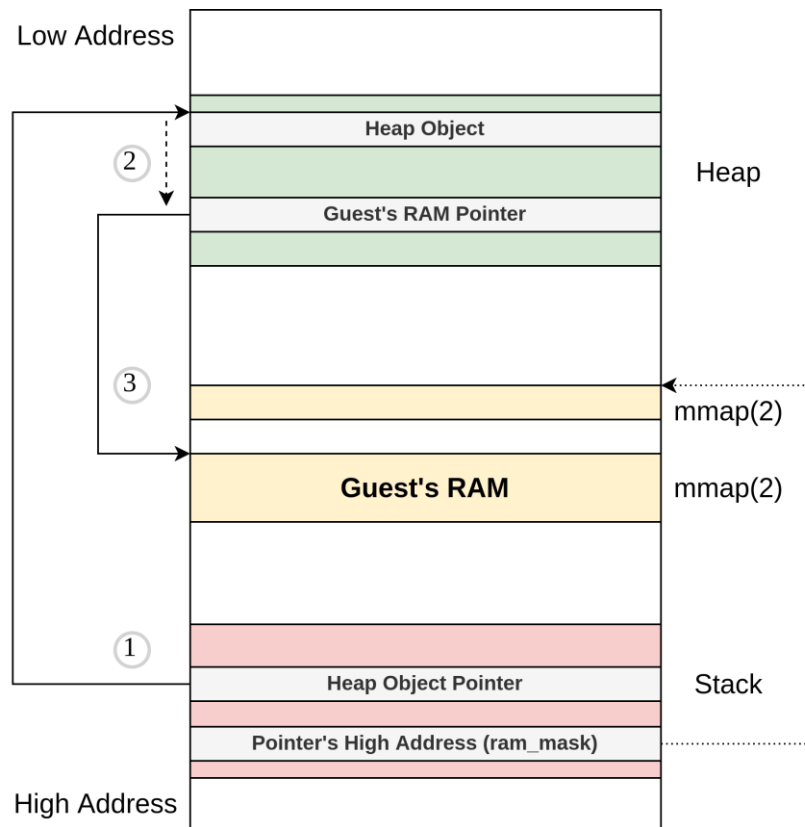 Low Address
Heap Object
2
Heap
Guest's RAM Pointer
3
mmap(2)
Guest's RAM
mmap(2)
1
Heap Object Pointer
Stack
Pointer's High Address (ram_mask)
High Address